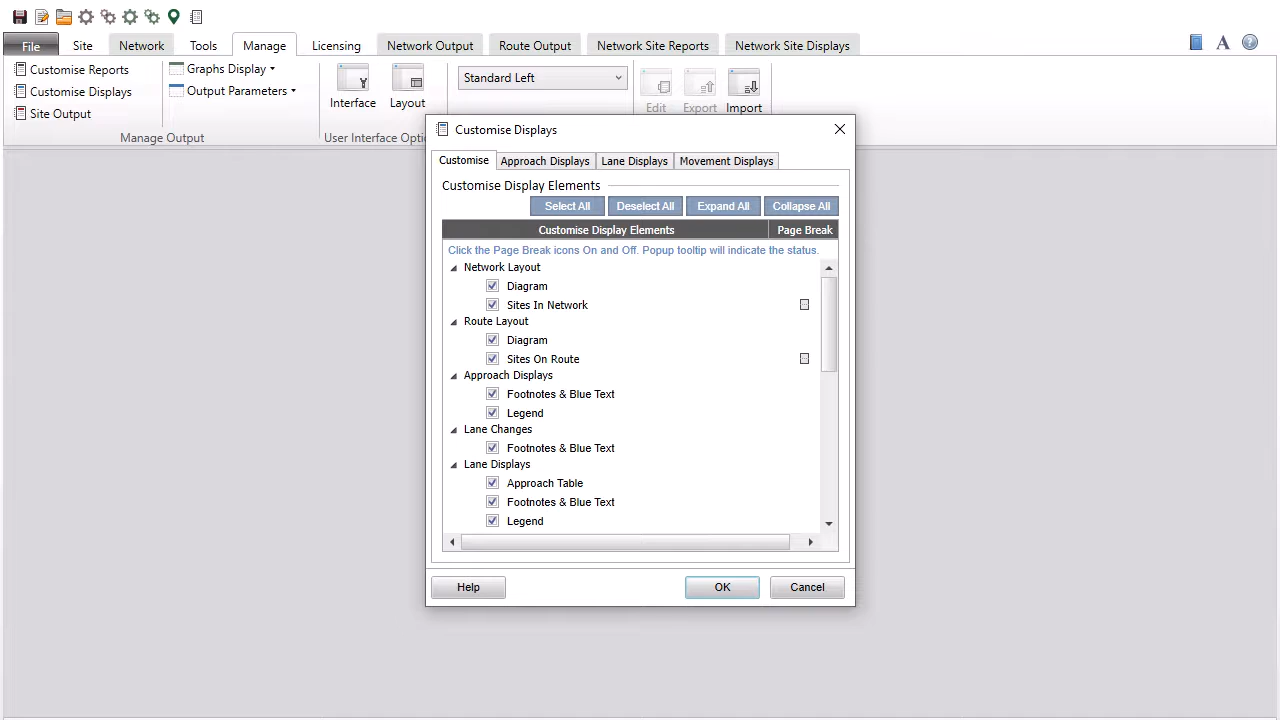 File Site Network Tools Manage Licensing Network Output Route Output Network Site Reports Network Site Displays
Customise Reports
Customise Displays
Site Output
Manage Output
Graphs Display
Output Parameters
Interface
Layout
User Interface Opti
Standard Left
Edit
Export
Import
Customise Displays
Customise Approach Displays Lane Displays Movement Displays
Customise Display Elements
Select All Deselect All Expand All Collapse All
Customise Display Elements Page Break
Click the Page Break icons On and Off. Popup tooltip will indicate the status.
Network Layout
Diagram
Sites In Network
Route Layout
Diagram
Sites On Route
Approach Displays
Footnotes & Blue Text
Legend
Lane Changes
Footnotes & Blue Text
Lane Displays
Approach Table
Footnotes & Blue Text
Legend
Help OK Cancel